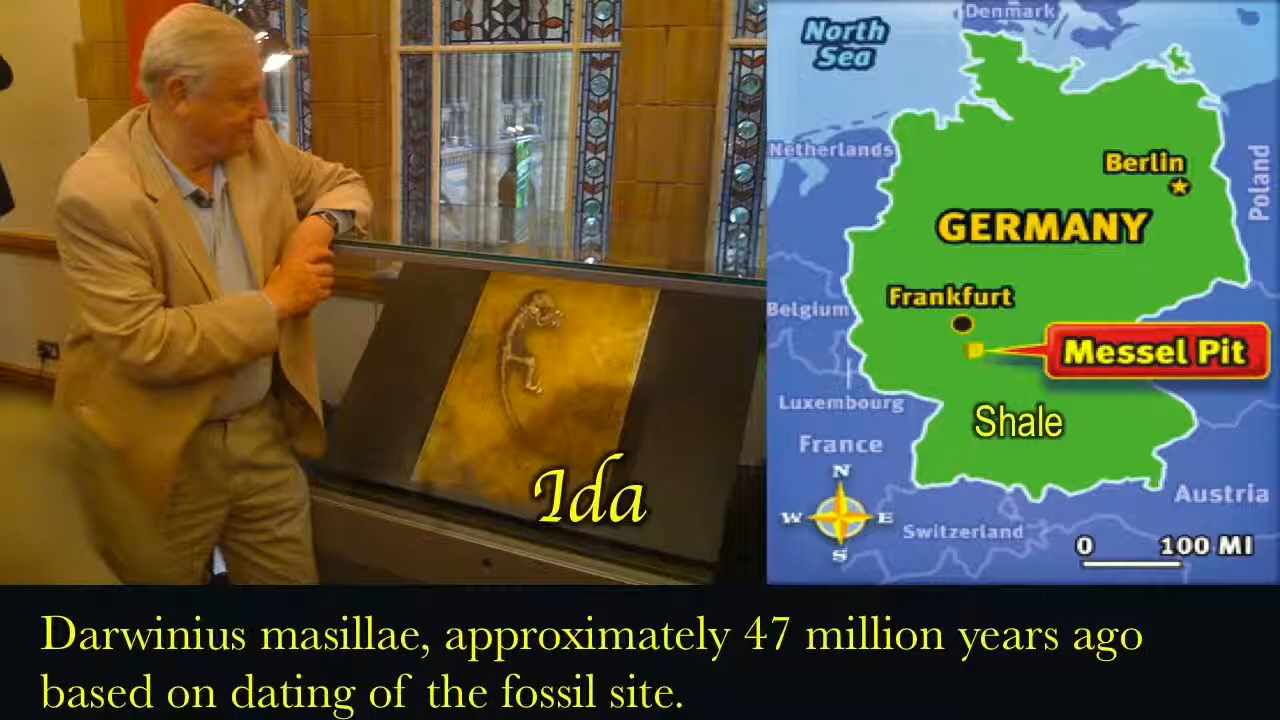 Denmark
North
Sea
Netherlands
Berlin
Poland
GERMANY
Frankfurt
Belgium
Messel Pit
Luxembourg
Shale
France
N
W E
S
Austria
Switzerland
0 100 MI
Ida
Darwinius masillae, approximately 47 million years ago
based on dating of the fossil site.